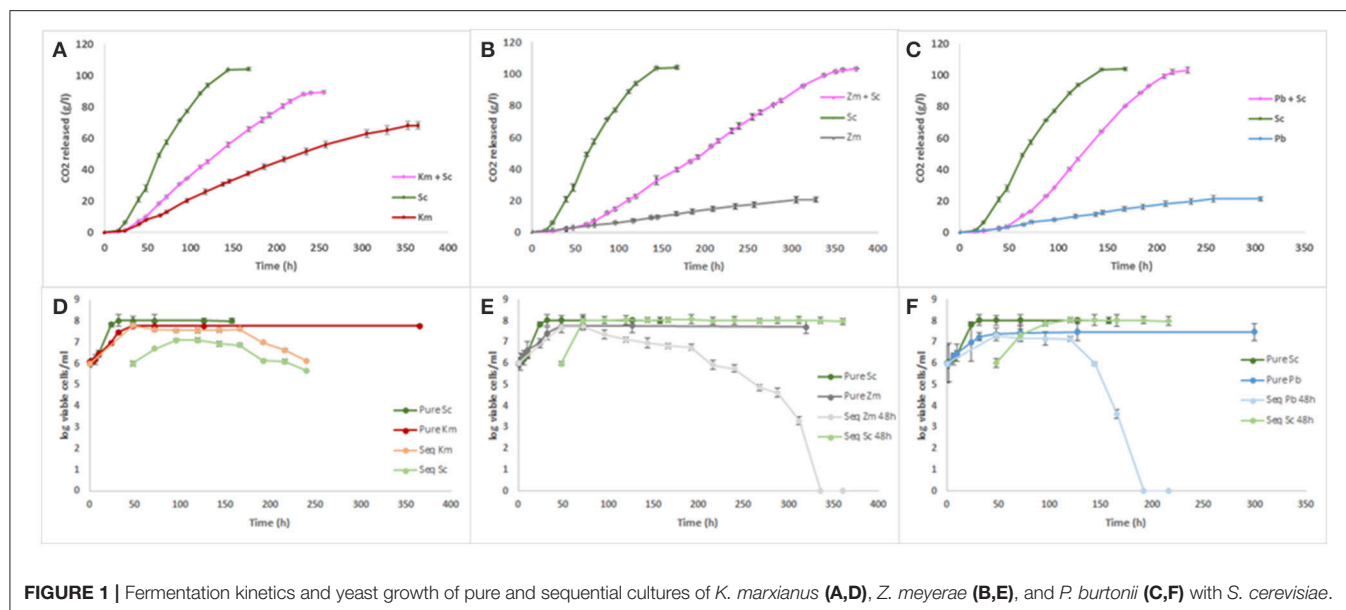 A
CO2 released (g/l)
120
100
80
60
40
20
0
0 50 100 150 200 250 300 350 400
Time (h)
Km + Sc
Sc
Km
B
CO2 released (g/l)
120
100
80
60
40
20
0
0 50 100 150 200 250 300 350 400
Time (h)
Zm + Sc
Sc
Zm
C
CO2 released (g/l)
120
100
80
60
40
20
0
0 50 100 150 200 250 300 350
Time (h)
Pb + Sc
Sc
Pb
D
log viable cells/ml
9
8
7
6
5
4
3
2
1
0
0 50 100 150 200 250 300 350 400
Time (h)
Pure Sc
Pure Km
Seq Km
Seq Sc
E
log viable cells/ml
9
8
7
6
5
4
3
2
1
0
0 50 100 150 200 250 300 350 400
Time (h)
Pure Sc
Pure Zm
Seq Zm 48h
Seq Sc 48h
F
log viable cells/ml
9
8
7
6
5
4
3
2
1
0
0 50 100 150 200 250 300 350
Time (h)
Pure Sc
Pure Pb
Seq Pb 48h
Seq Sc 48h
FIGURE 1 | Fermentation kinetics and yeast growth of pure and sequential cultures of K. marxianus (A,D), Z. meyerae (B,E), and P. burtonii (C,F) with S. cerevisiae.